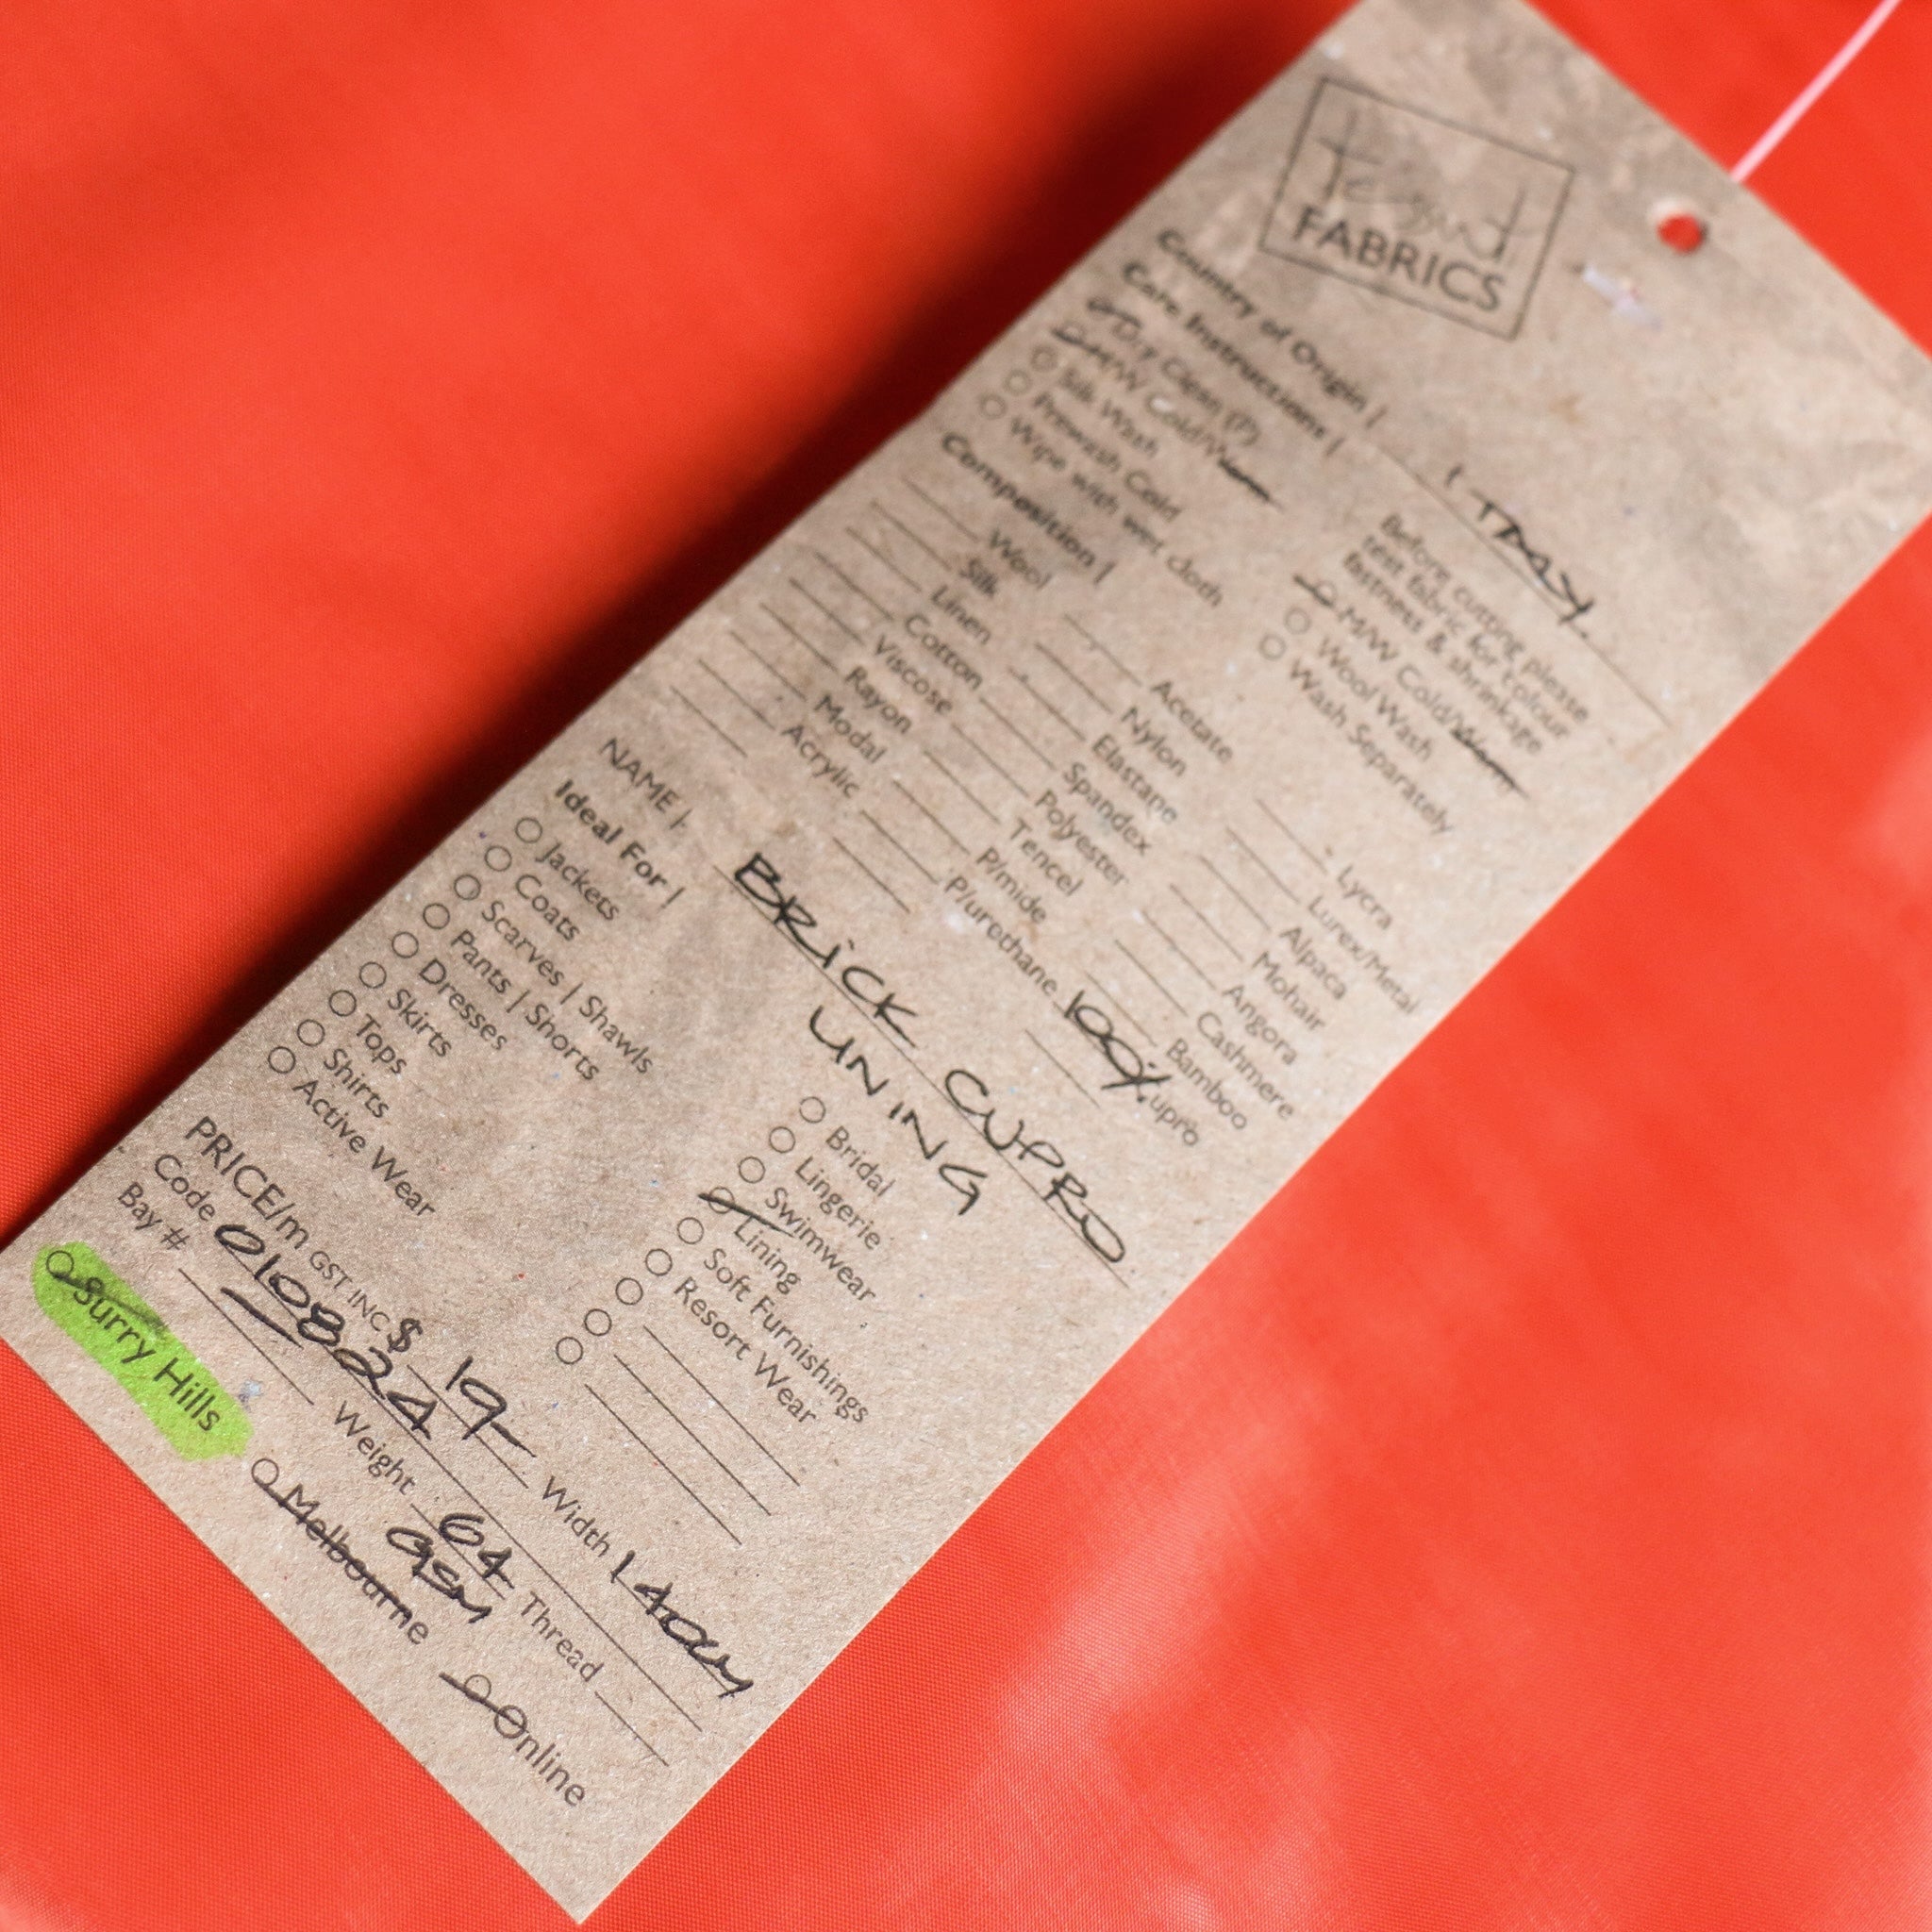 tessuti
FABRICS
Country of Origin | ITALY.
Care Instructions |
Dry Clean (P)
H/W Cold/Warm
Silk Wash
Prewash Cold
Wipe with wet cloth
Before cutting please
test fabric for colour
fastness & shrinkage
M/W Cold/Warm
Wool Wash
Wash Separately
Composition |
Wool
Silk
Linen
Cotton
Viscose
Rayon
Modal
Acrylic
Acetate
Nylon
Elastane
Spandex
Polyester
Tencel
P/mide
P/urethane
Lycra
Lurex/Metal
Alpaca
Mohair
Angora
Cashmere
Bamboo
100% Cupro
NAME | BRICK CUPRO
LINING
Ideal For |
Jackets
Coats
Scarves | Shawls
Pants | Shorts
Dresses
Skirts
Tops
Shirts
Active Wear
Bridal
Lingerie
Swimwear
Lining
Soft Furnishings
Resort Wear
PRICE/m GST INC $ 19- Width 140cm
Code 010824
Bay # Weight 64 gsm Thread
Surry Hills Melbourne Online